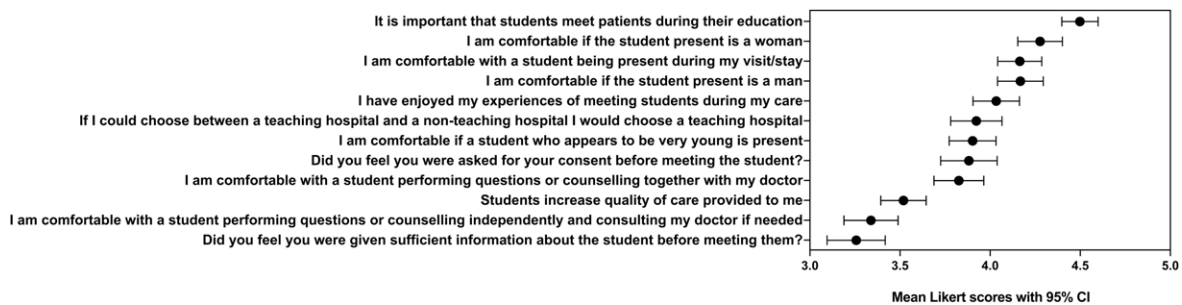 It is important that students meet patients during their education
I am comfortable if the student present is a woman
I am comfortable with a student being present during my visit/stay
I am comfortable if the student present is a man
I have enjoyed my experiences of meeting students during my care
If I could choose between a teaching hospital and a non-teaching hospital I would choose a teaching hospital
I am comfortable if a student who appears to be very young is present
Did you feel you were asked for your consent before meeting the student?
I am comfortable with a student performing questions or counselling together with my doctor
Students increase quality of care provided to me
I am comfortable with a student performing questions or counselling independently and consulting my doctor if needed
Did you feel you were given sufficient information about the student before meeting them?
3.0 3.5 4.0 4.5 5.0
Mean Likert scores with 95% CI